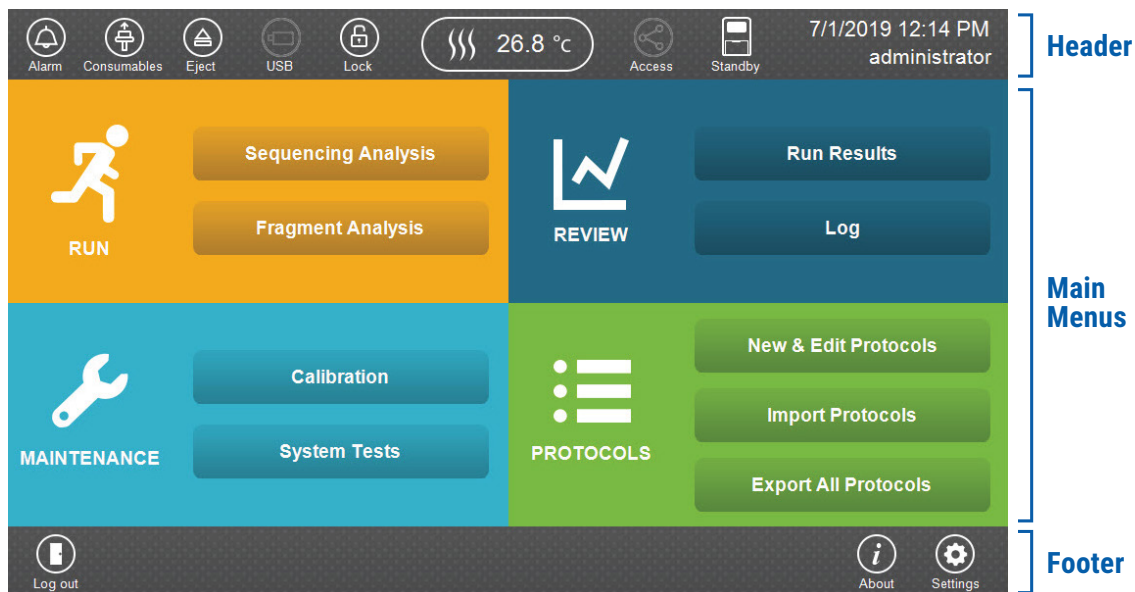 Alarm
Consumables
Eject
USB
Lock
26.8 °c
Access
Standby
7/1/2019 12:14 PM
administrator
Header
RUN
Sequencing Analysis
Fragment Analysis
REVIEW
Run Results
Log
Main
Menus
MAINTENANCE
Calibration
System Tests
PROTOCOLS
New & Edit Protocols
Import Protocols
Export All Protocols
Log out
i
About
Settings
Footer